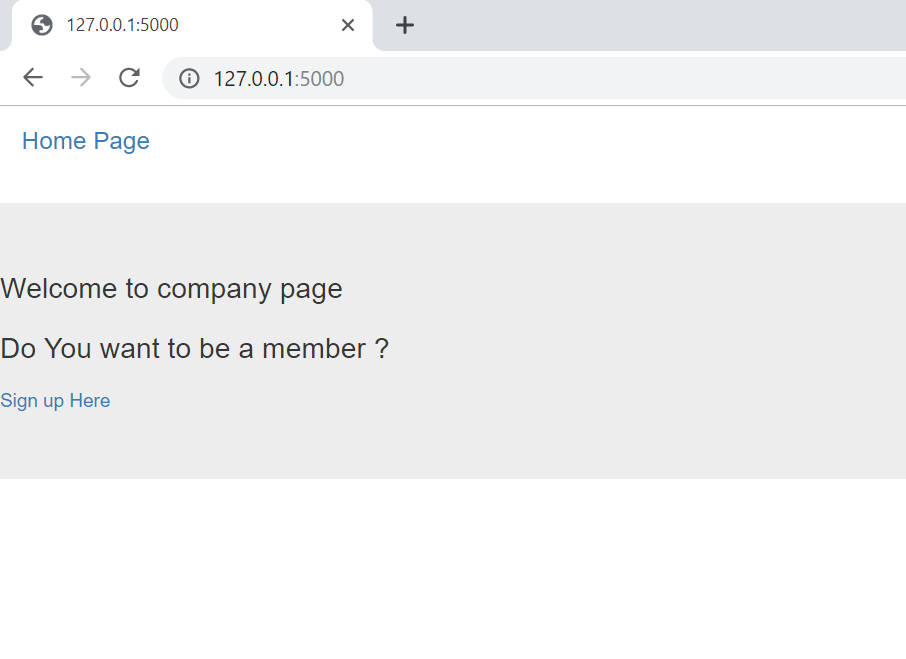 127.0.0.1:5000
127.0.0.1:5000
Home Page
Welcome to company page
Do You want to be a member ?
Sign up Here